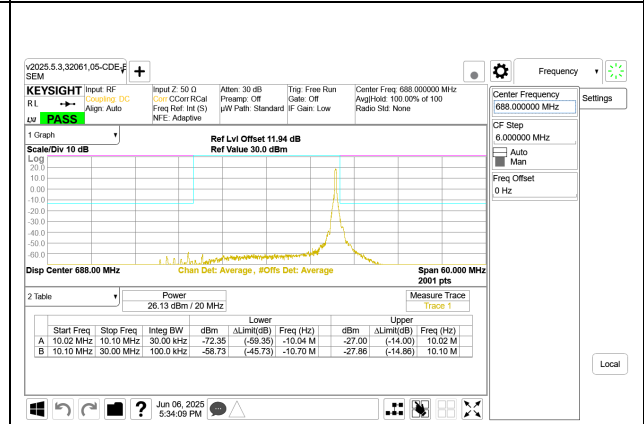 v2025.5.3,32061,05-CDE-E
SEM
Frequency
KEYSIGHT
Input: RF
Coupling: DC
Align: Auto
Input Z: 50 Ω
Corr CCorr RCal
Freq Ref: Int (S)
NFE: Adaptive
Atten: 30 dB
Preamp: Off
µW Path: Standard
Trig: Free Run
Gate: Off
IF Gain: Low
Center Freq: 688.000000 MHz
Avg|Hold: 100.00% of 100
Radio Std: None
RL
LXI PASS
Center Frequency
688.000000 MHz
Settings
CF Step
6.000000 MHz
Auto
Man
Freq Offset
0 Hz
1 Graph
Scale/Div 10 dB
Ref Lvl Offset 11.94 dB
Ref Value 30.0 dBm
Log
20.0
10.0
0.00
-10.0
-20.0
-30.0
-40.0
-50.0
-60.0
Disp Center 688.00 MHz
Chan Det: Average, #Offs Det: Average
Span 60.000 MHz
2001 pts
2 Table
Power
26.13 dBm / 20 MHz
Measure Trace
Trace 1
Lower Upper
Start Freq Stop Freq Integ BW dBm ΔLimit(dB) Freq (Hz) dBm ΔLimit(dB) Freq (Hz)
A 10.02 MHz 10.10 MHz 30.00 kHz -72.35 (-59.35) -10.04 M -27.00 (-14.00) 10.02 M
B 10.10 MHz 30.00 MHz 100.0 kHz -58.73 (-45.73) -10.70 M -27.86 (-14.86) 10.10 M
Local
Jun 06, 2025
5:34:09 PM